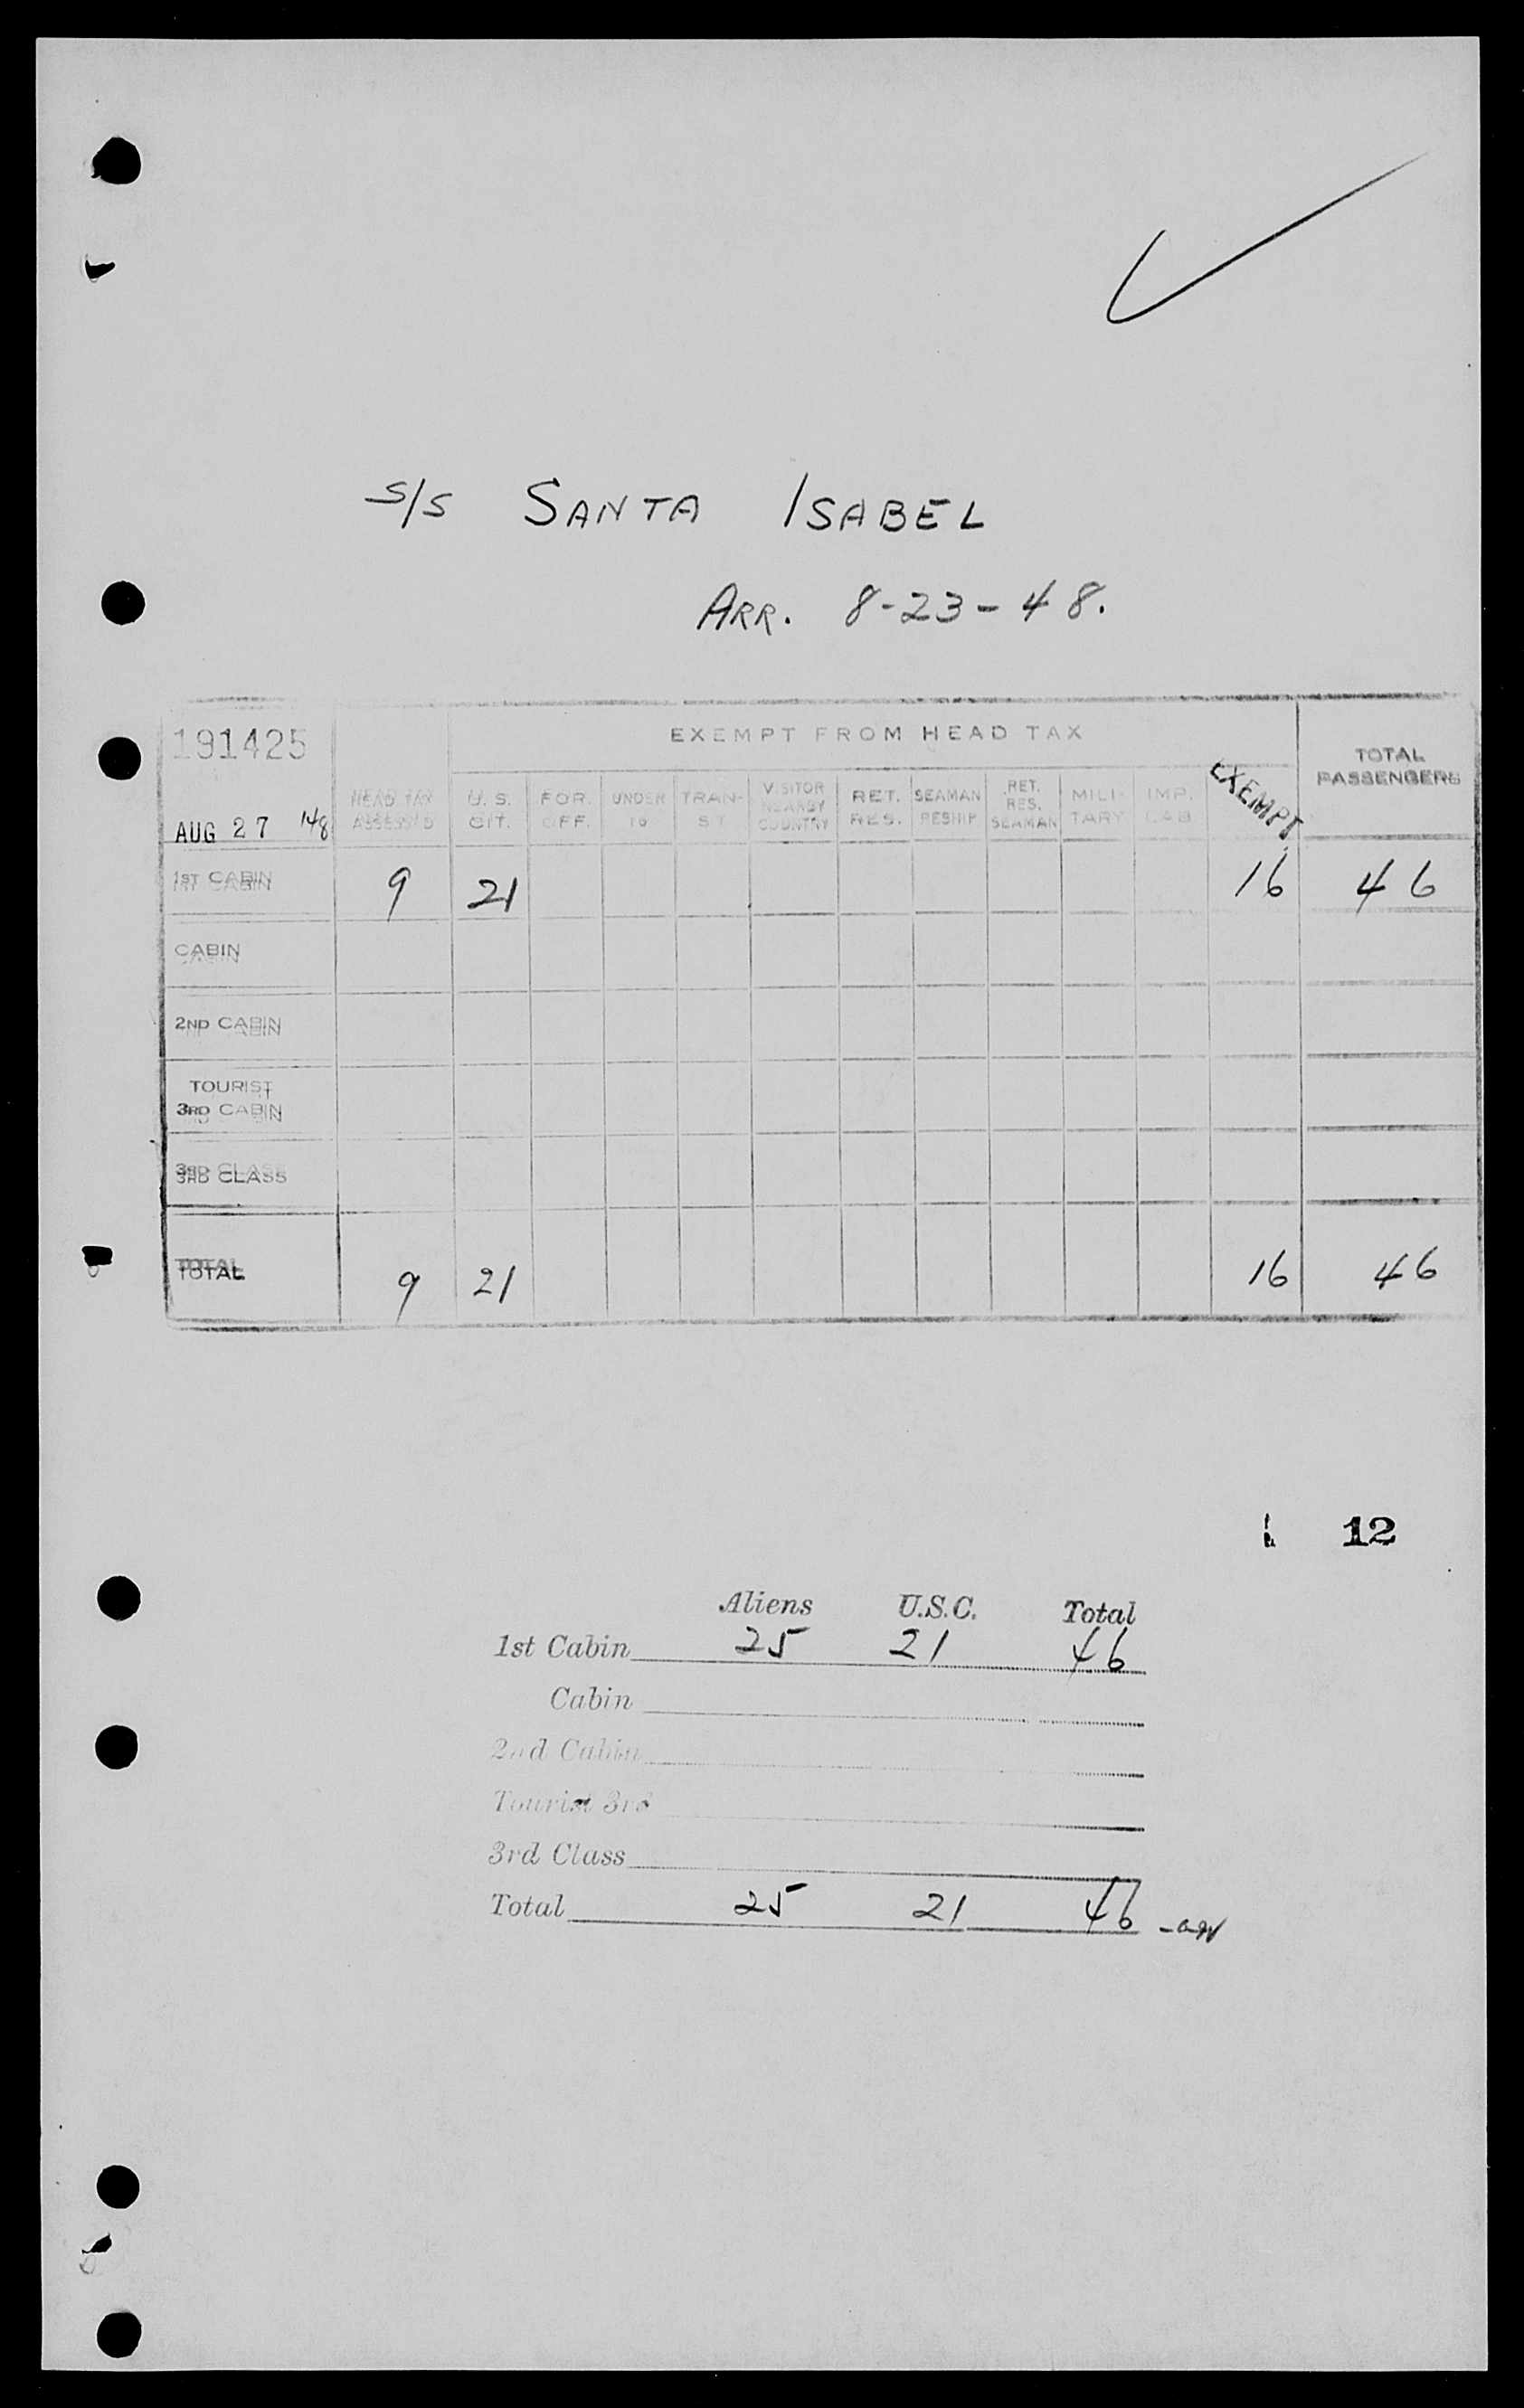 S/S SANTA ISABEL
ARR. 8-23-48.
191425
AUG 27 '48
HEAD TAX ASSESSED
EXEMPT FROM HEAD TAX
U.S. CIT.
FOR. OFF.
UNDER 16
TRAN-SIT
VISITOR NEARBY COUNTRY
RET. RES.
SEAMAN RESHIP
RET. RES. SEAMAN
MILI-TARY
IMP. CAB
EXEMPT
TOTAL PASSENGERS
1ST CABIN 9 21 16 46
CABIN
2ND CABIN
TOURIST
3RD CABIN
3RD CLASS
TOTAL 9 21 16 46
12
Aliens U.S.C. Total
1st Cabin 25 21 46
Cabin
2nd Cabin
Tourist 3rd
3rd Class
Total 25 21 46